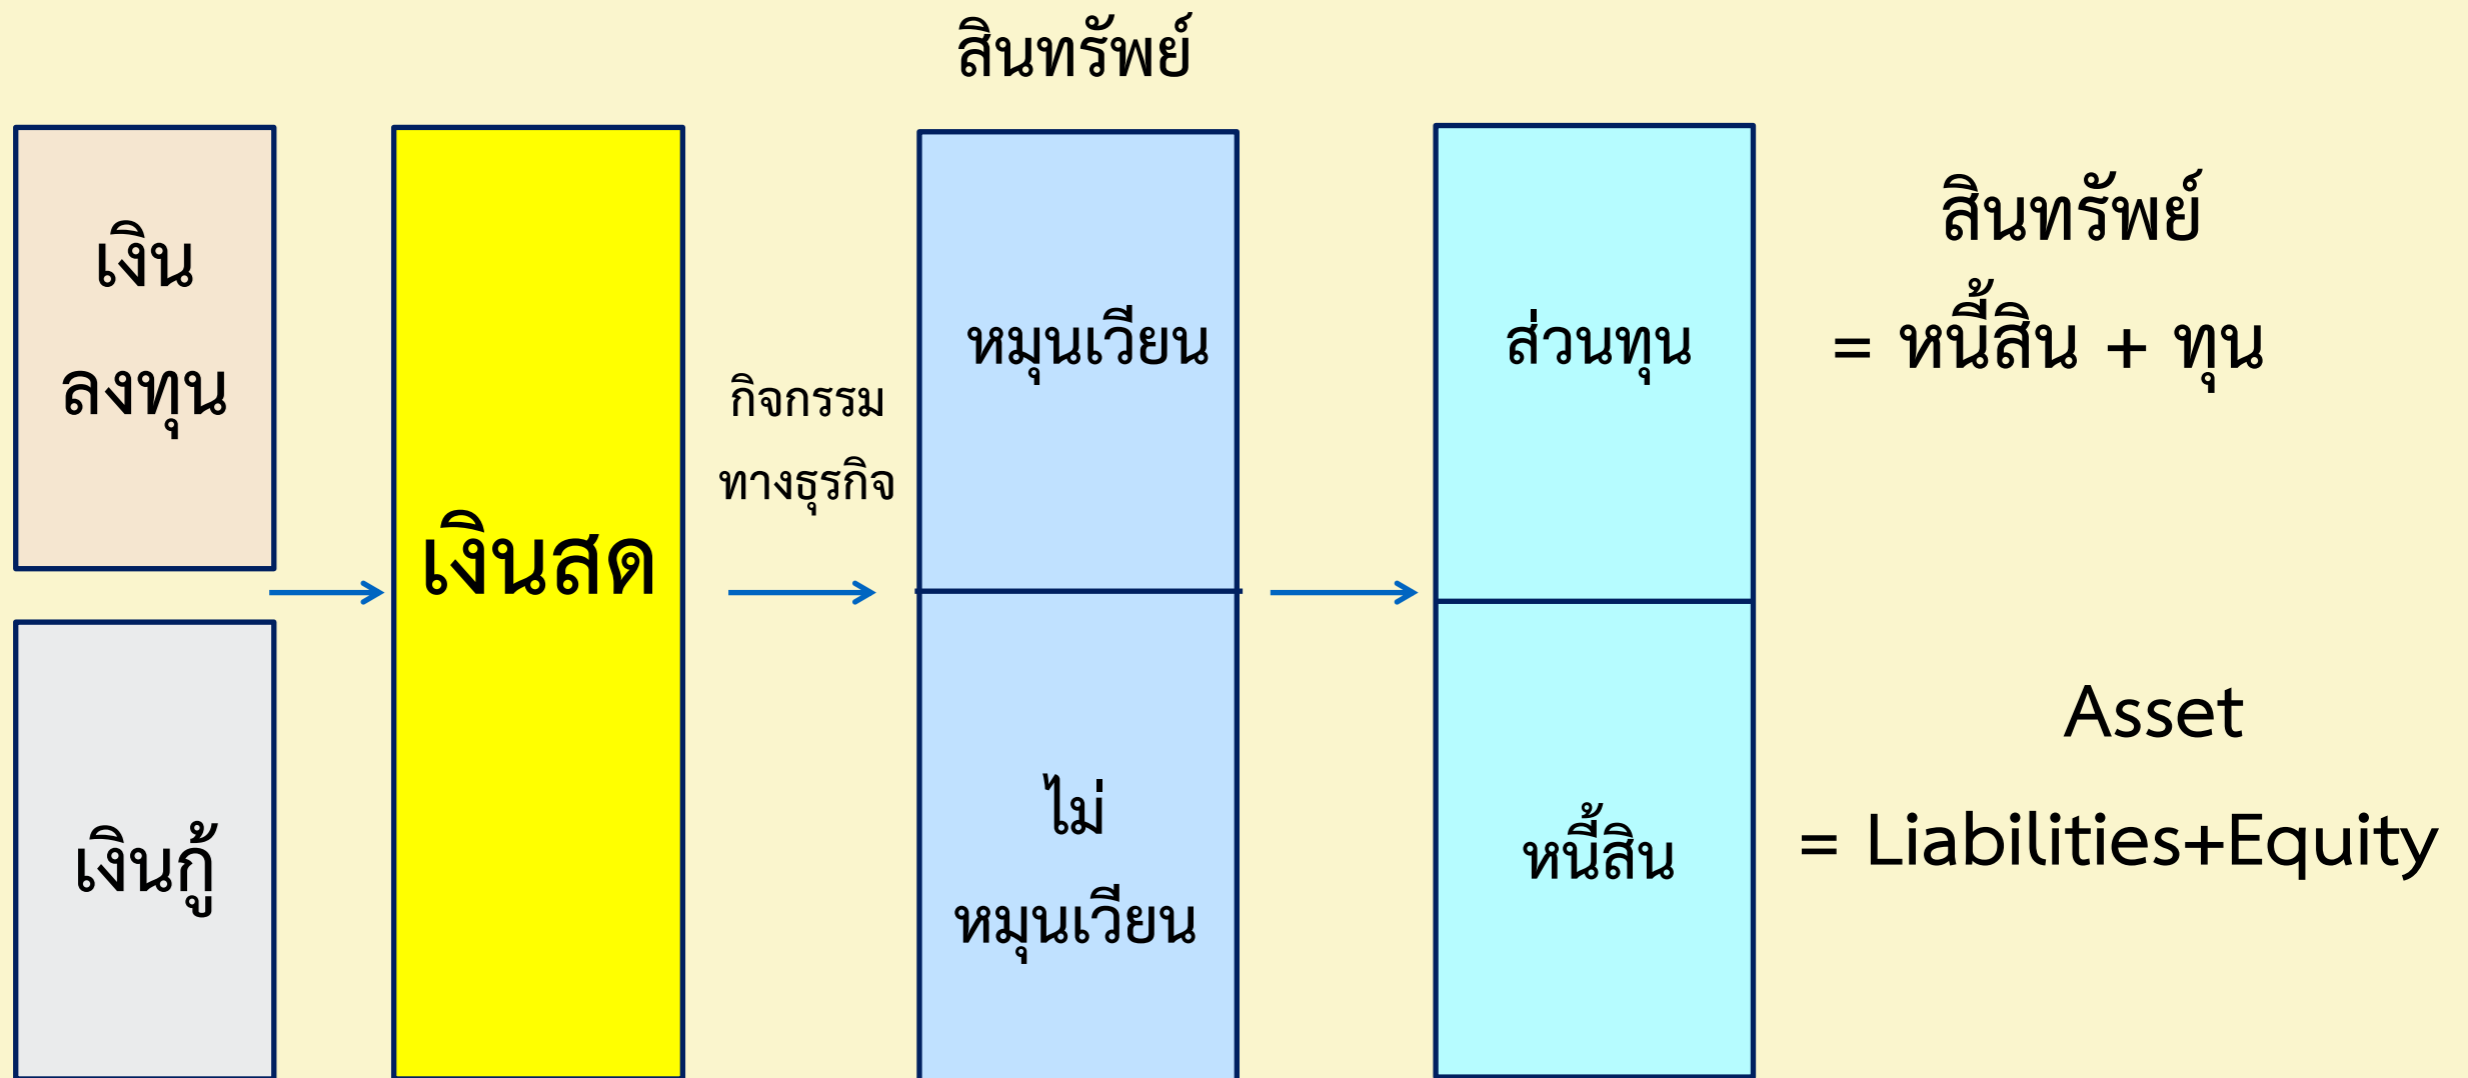 สินทรัพย์
เงิน
ลงทุน
เงินกู้
เงินสด
กิจกรรม
ทางธุรกิจ
หมุนเวียน
ไม่
หมุนเวียน
ส่วนทุน
หนี้สิน
สินทรัพย์
= หนี้สิน + ทุน
Asset
= Liabilities+Equity